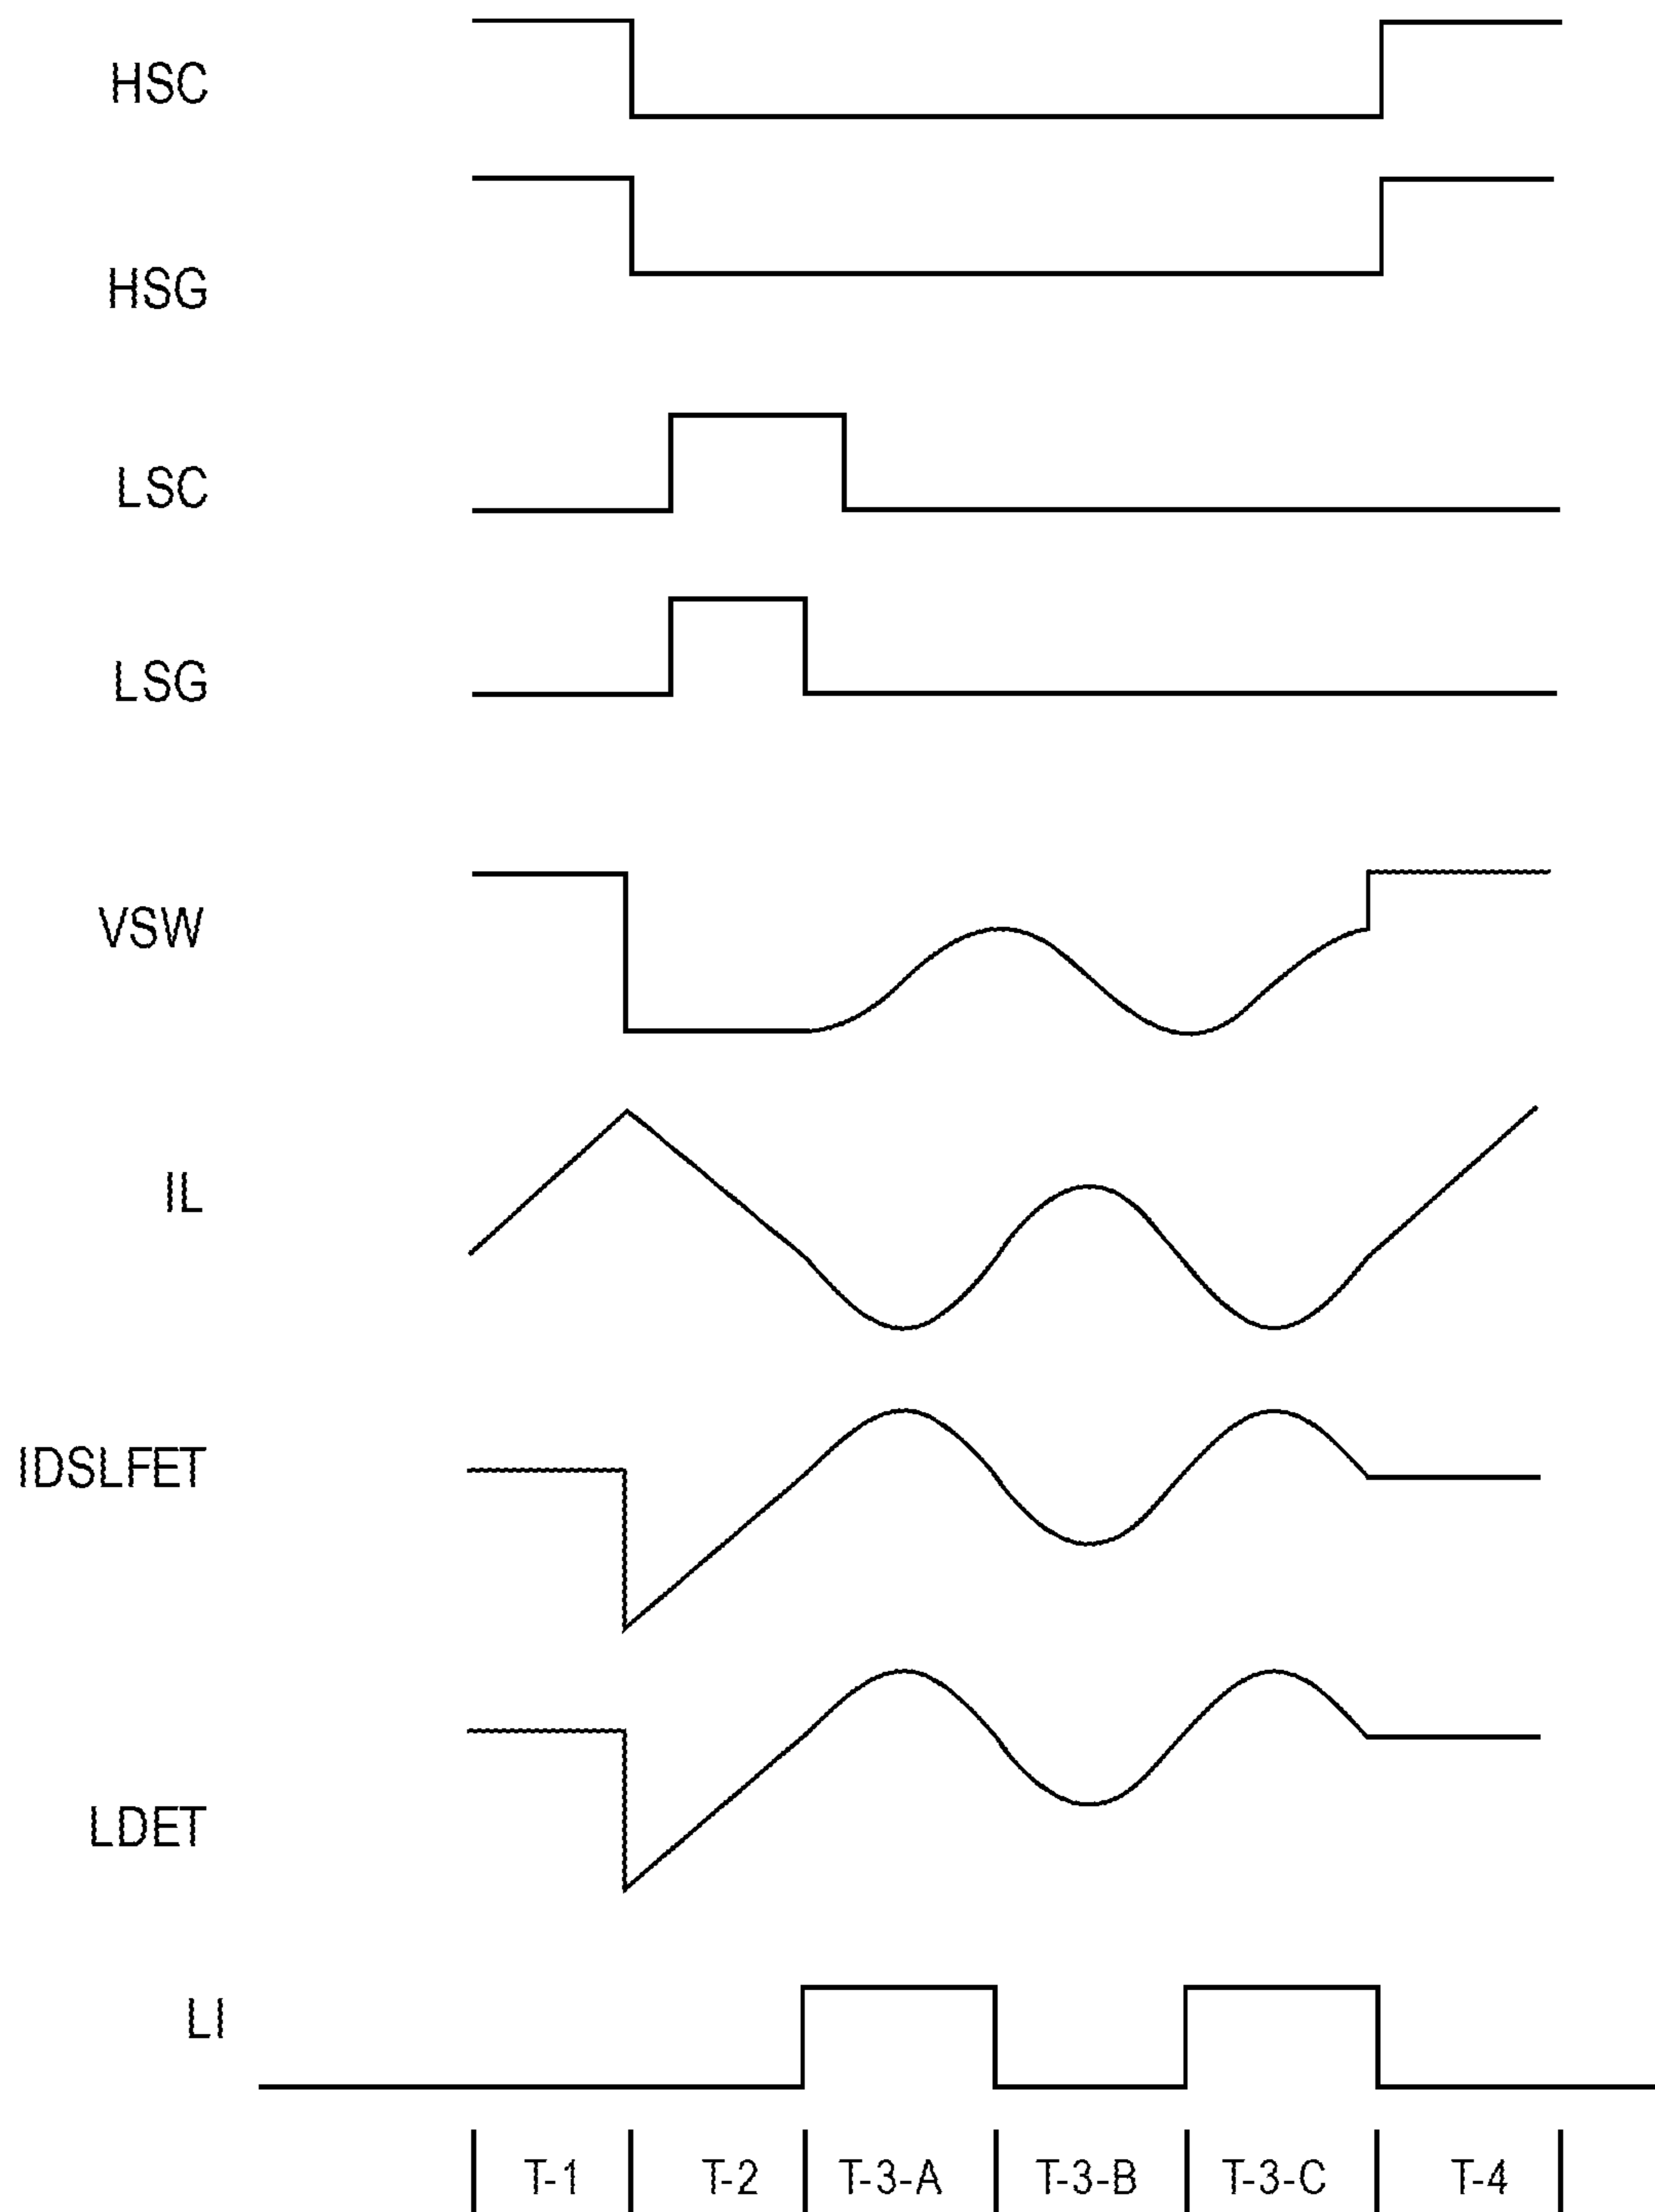 HSC
HSG
LSC
LSG
VSW
IL
IDSLFET
LDET
LI
T-1 T-2 T-3-A T-3-B T-3-C T-4